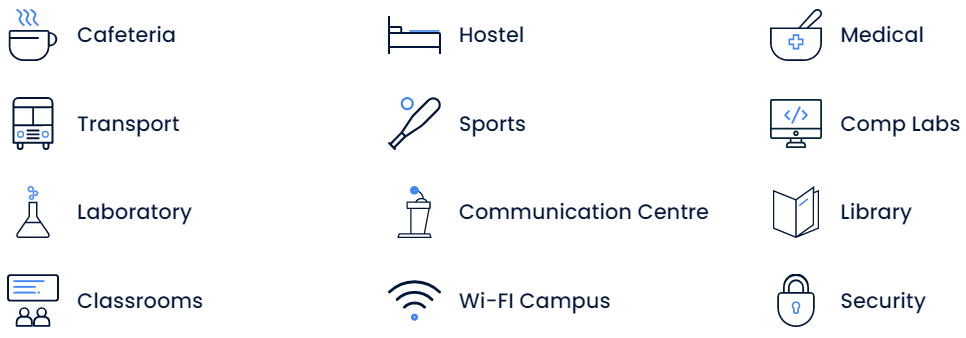 Cafeteria
Hostel
Medical
Transport
Sports
Comp Labs
Laboratory
Communication Centre
Library
Classrooms
Wi-FI Campus
Security